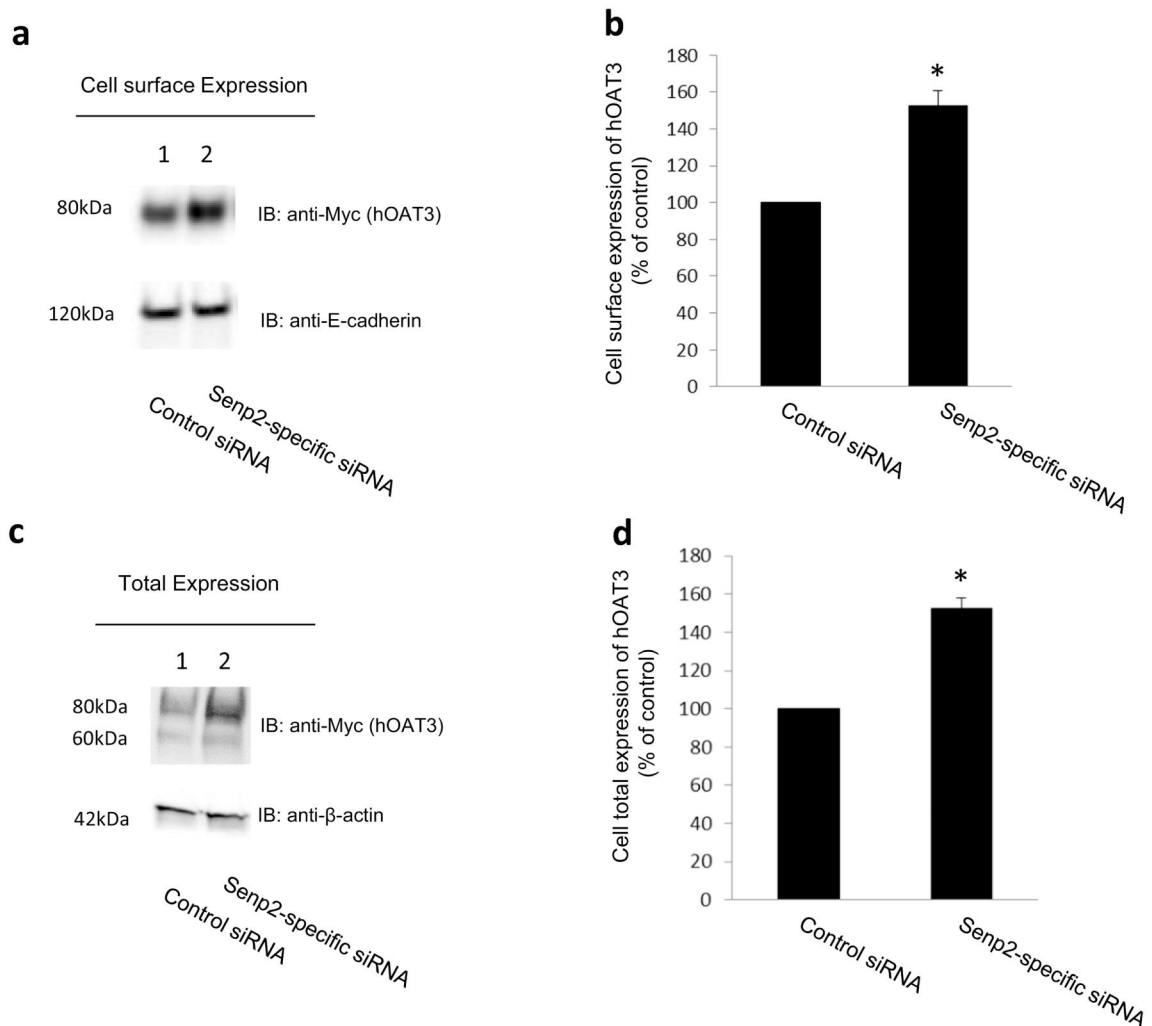 a
Cell surface Expression
1 2
80kDa
IB: anti-Myc (hOAT3)
120kDa
IB: anti-E-cadherin
Control siRNA
Senp2-specific siRNA
b
Cell surface expression of hOAT3
(% of control)
180
160
140
120
100
80
60
40
20
0
*
Control siRNA
Senp2-specific siRNA
c
Total Expression
1 2
80kDa
60kDa
IB: anti-Myc (hOAT3)
42kDa
IB: anti-β-actin
Control siRNA
Senp2-specific siRNA
d
Cell total expression of hOAT3
(% of control)
180
160
140
120
100
80
60
40
20
0
*
Control siRNA
Senp2-specific siRNA